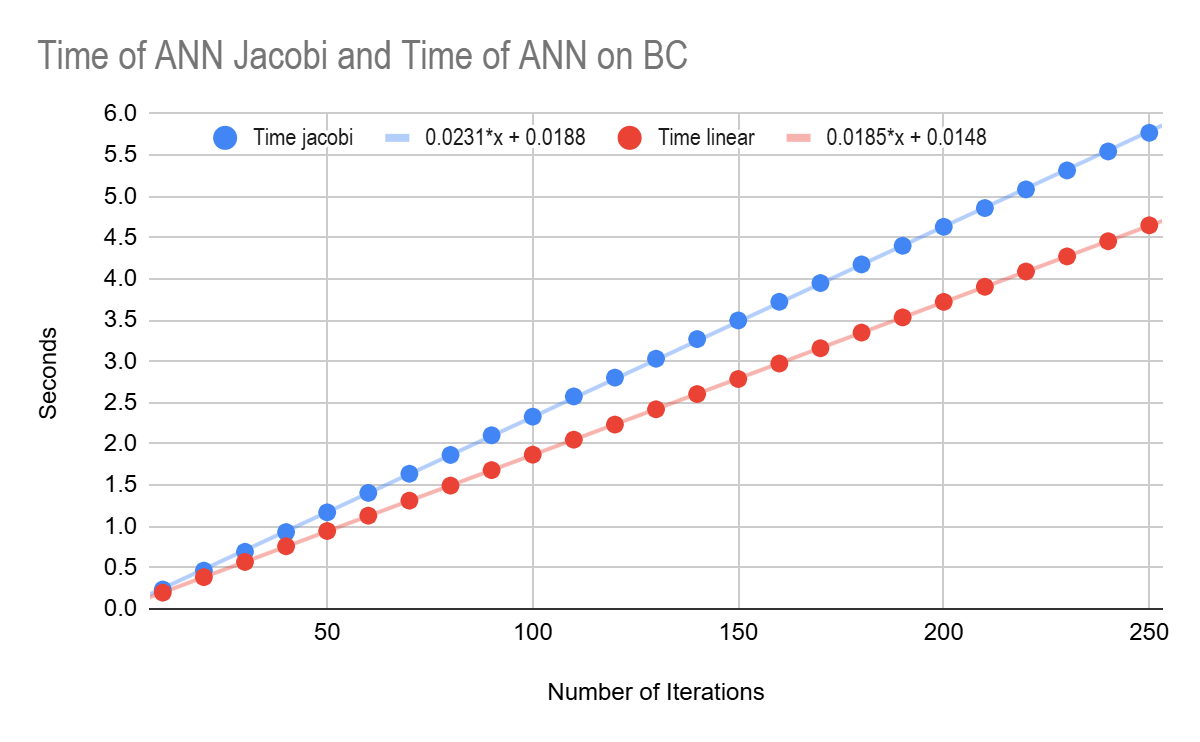 Time of ANN Jacobi and Time of ANN on BC
6.0
Time jacobi 0.0231*x + 0.0188 Time linear 0.0185*x + 0.0148
5.5
5.0
4.5
4.0
3.5
3.0
2.5
2.0
1.5
1.0
0.5
0.0
Seconds
50 100 150 200 250
Number of Iterations